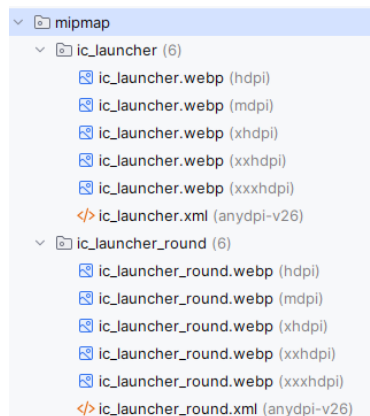 mipmap
ic_launcher (6)
ic_launcher.webp (hdpi)
ic_launcher.webp (mdpi)
ic_launcher.webp (xhdpi)
ic_launcher.webp (xxhdpi)
ic_launcher.webp (xxxhdpi)
</> ic_launcher.xml (anydpi-v26)
ic_launcher_round (6)
ic_launcher_round.webp (hdpi)
ic_launcher_round.webp (mdpi)
ic_launcher_round.webp (xhdpi)
ic_launcher_round.webp (xxhdpi)
ic_launcher_round.webp (xxxhdpi)
</> ic_launcher_round.xml (anydpi-v26)